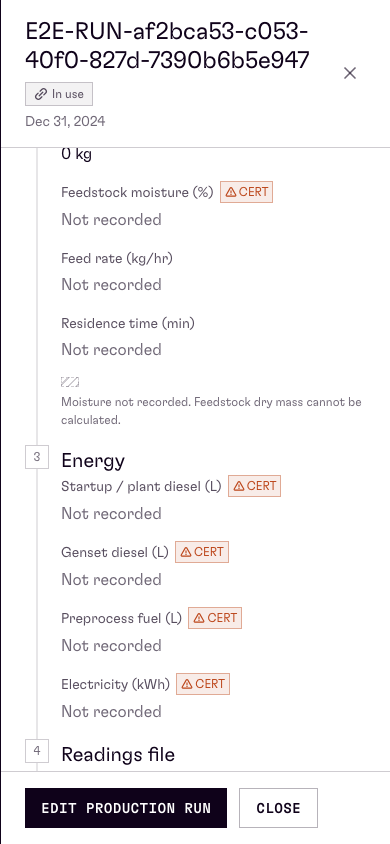 E2E-RUN-af2bca53-c053-
40f0-827d-7390b6b5e947
In use
Dec 31, 2024
0 kg
Feedstock moisture (%) CERT
Not recorded
Feed rate (kg/hr)
Not recorded
Residence time (min)
Not recorded
Moisture not recorded. Feedstock dry mass cannot be
calculated.
3 Energy
Startup / plant diesel (L) CERT
Not recorded
Genset diesel (L) CERT
Not recorded
Preprocess fuel (L) CERT
Not recorded
Electricity (kWh) CERT
Not recorded
4 Readings file
EDIT PRODUCTION RUN CLOSE